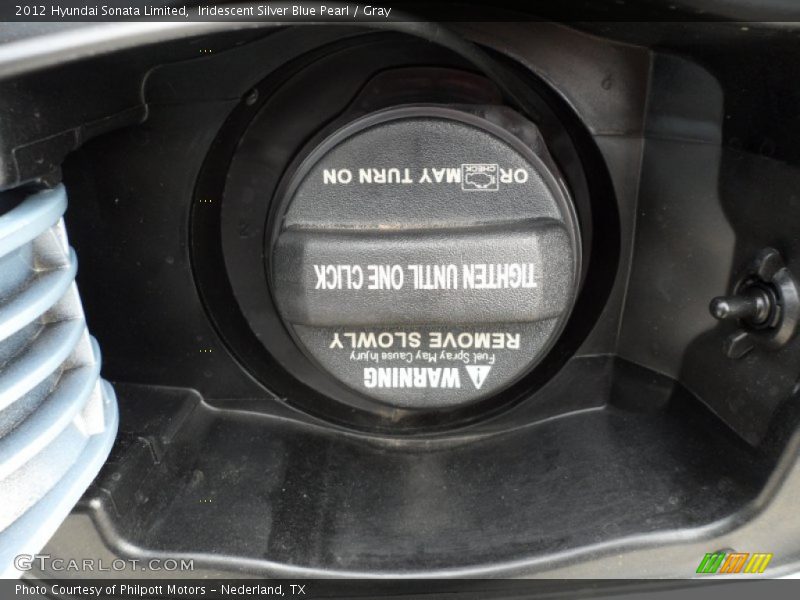 2012 Hyundai Sonata Limited,  Iridescent Silver Blue Pearl / Gray
WARNING
Fuel Spray May Cause Injury
REMOVE SLOWLY
TIGHTEN UNTIL ONE CLICK
OR CHECK MAY TURN ON
GTCARLOT.COM
Photo Courtesy of Philpott Motors - Nederland, TX